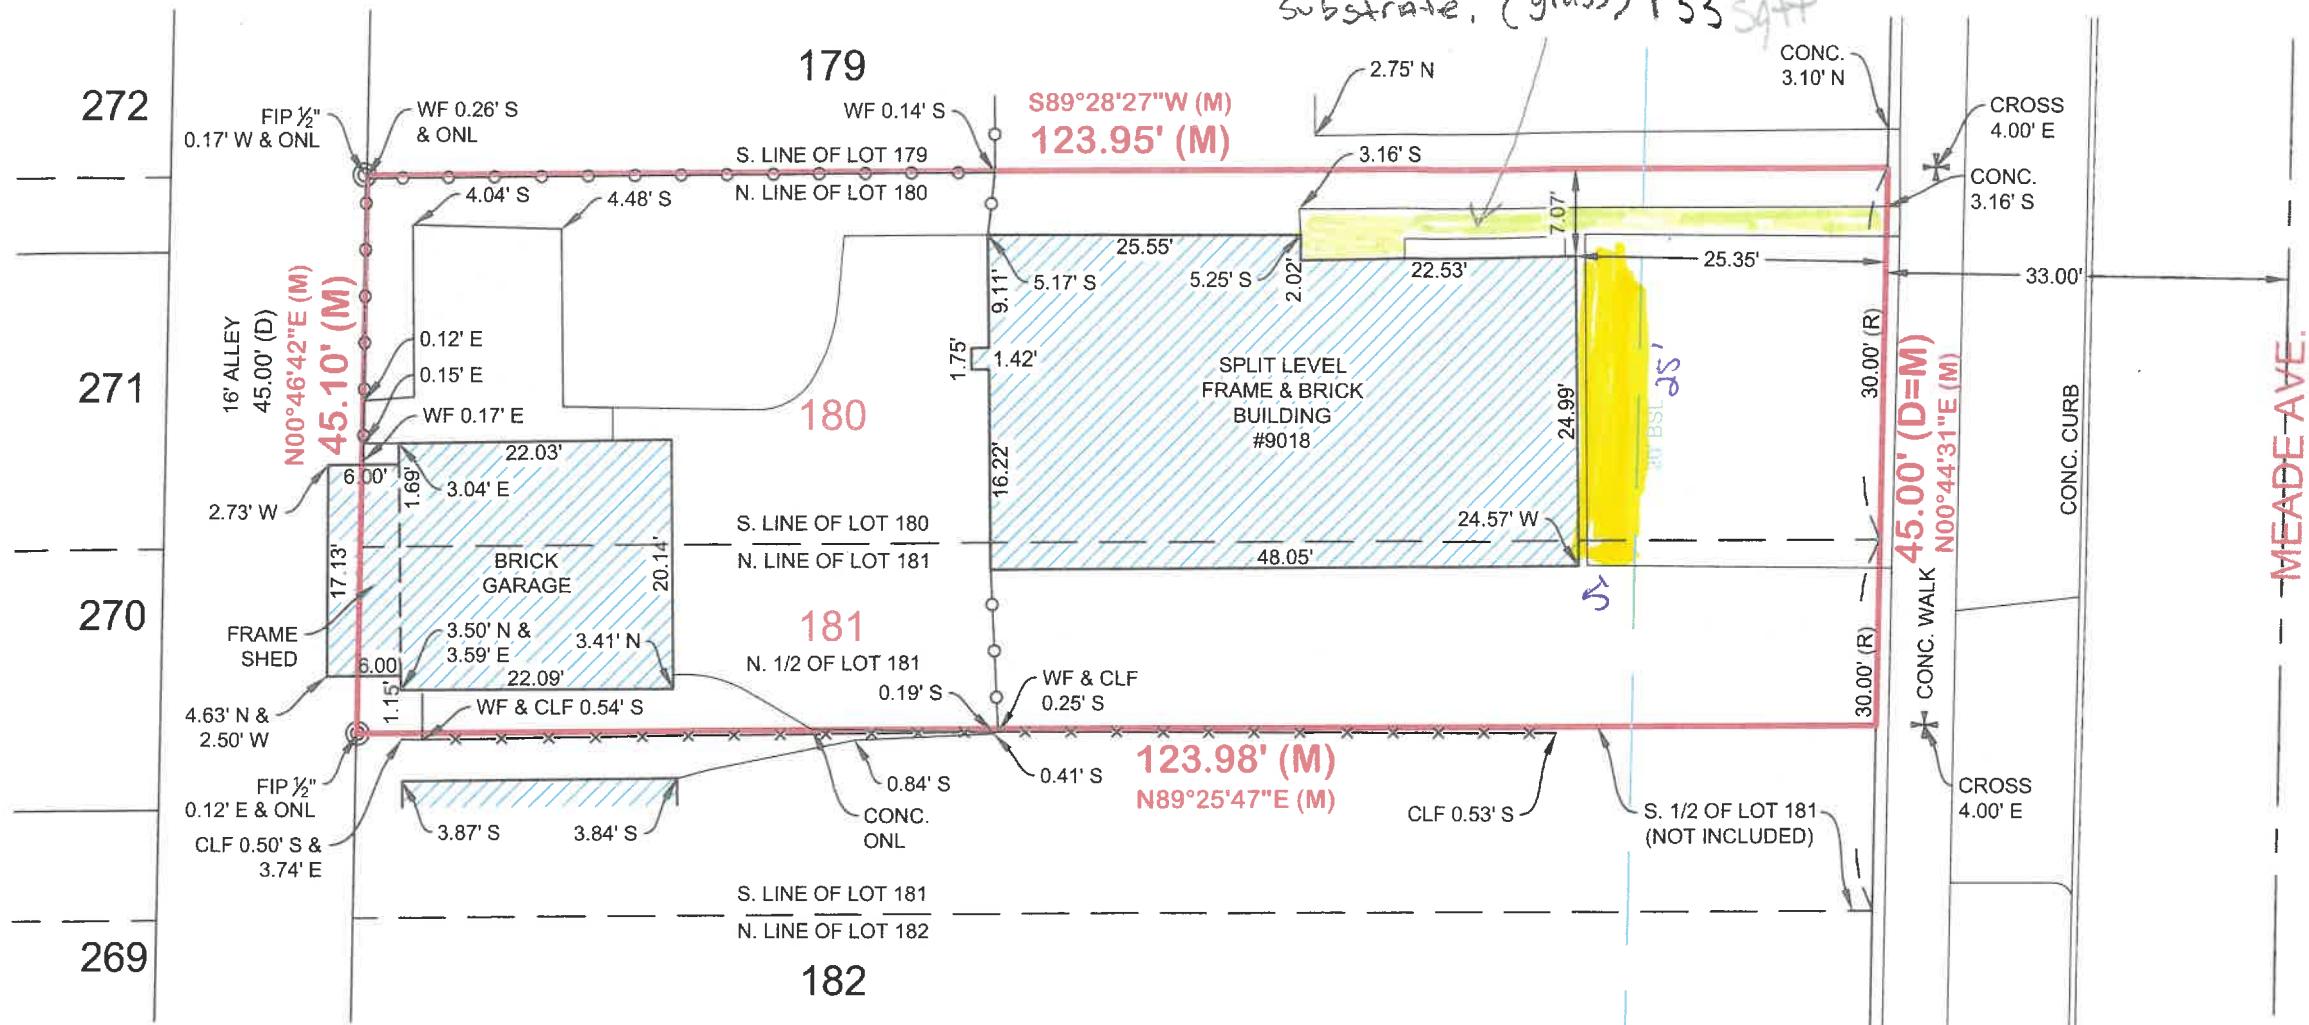 substrate. (grass) 153 sqft
179
272
271
270
269
182
FIP ½"
0.17' W & ONL
WF 0.26' S
& ONL
WF 0.14' S
S89°28'27"W (M)
123.95' (M)
2.75' N
CONC.
3.10' N
CROSS
4.00' E
CONC.
3.16' S
S. LINE OF LOT 179
N. LINE OF LOT 180
3.16' S
4.04' S
4.48' S
7.07'
25.55'
5.17' S
5.25' S
2.02'
22.53'
25.35'
33.00'
9.11'
1.75'
1.42'
16' ALLEY
45.00' (D)
N00°46'42"E (M)
45.10' (M)
0.12' E
0.15' E
WF 0.17' E
180
SPLIT LEVEL
FRAME & BRICK
BUILDING
#9018
24.99'
25'
20' BSL
30.00' (R)
45.00' (D=M)
N00°44'31"E (M)
CONC. CURB
MEADE AVE.
22.03'
6.00'
1.69'
3.04' E
2.73' W
16.22'
24.57' W
S. LINE OF LOT 180
N. LINE OF LOT 181
48.05'
17.13'
BRICK
GARAGE
20.14'
5'
FRAME
SHED
3.50' N &
3.59' E
3.41' N
181
N. 1/2 OF LOT 181
6.00
22.09'
1.15'
0.19' S
WF & CLF
0.25' S
CONC. WALK
30.00' (R)
4.63' N &
2.50' W
WF & CLF 0.54' S
FIP ½"
0.12' E & ONL
CLF 0.50' S &
3.74' E
3.87' S
3.84' S
0.84' S
CONC.
ONL
0.41' S
123.98' (M)
N89°25'47"E (M)
CLF 0.53' S
S. 1/2 OF LOT 181
(NOT INCLUDED)
CROSS
4.00' E
S. LINE OF LOT 181
N. LINE OF LOT 182